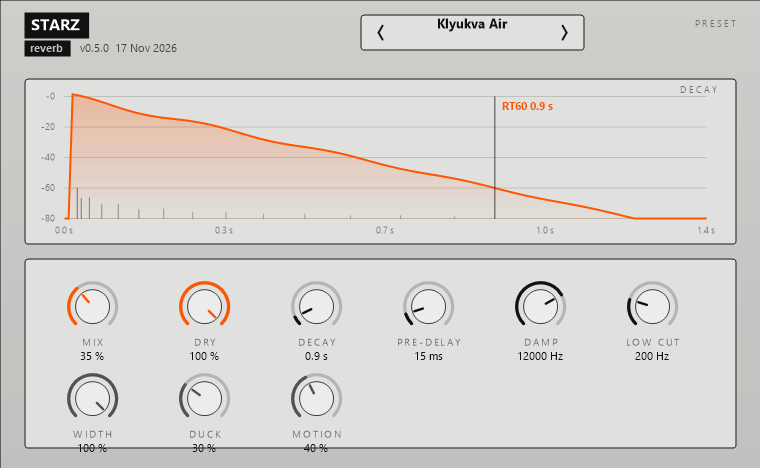 STARZ
reverb v0.5.0 17 Nov 2026
Klyukva Air
PRESET
DECAY
-0
RT60 0.9 s
-20
-40
-60
-80
0.0 s 0.3 s 0.7 s 1.0 s 1.4 s
MIX DRY DECAY PRE-DELAY DAMP LOW CUT
35 % 100 % 0.9 s 15 ms 12000 Hz 200 Hz
WIDTH DUCK MOTION
100 % 30 % 40 %